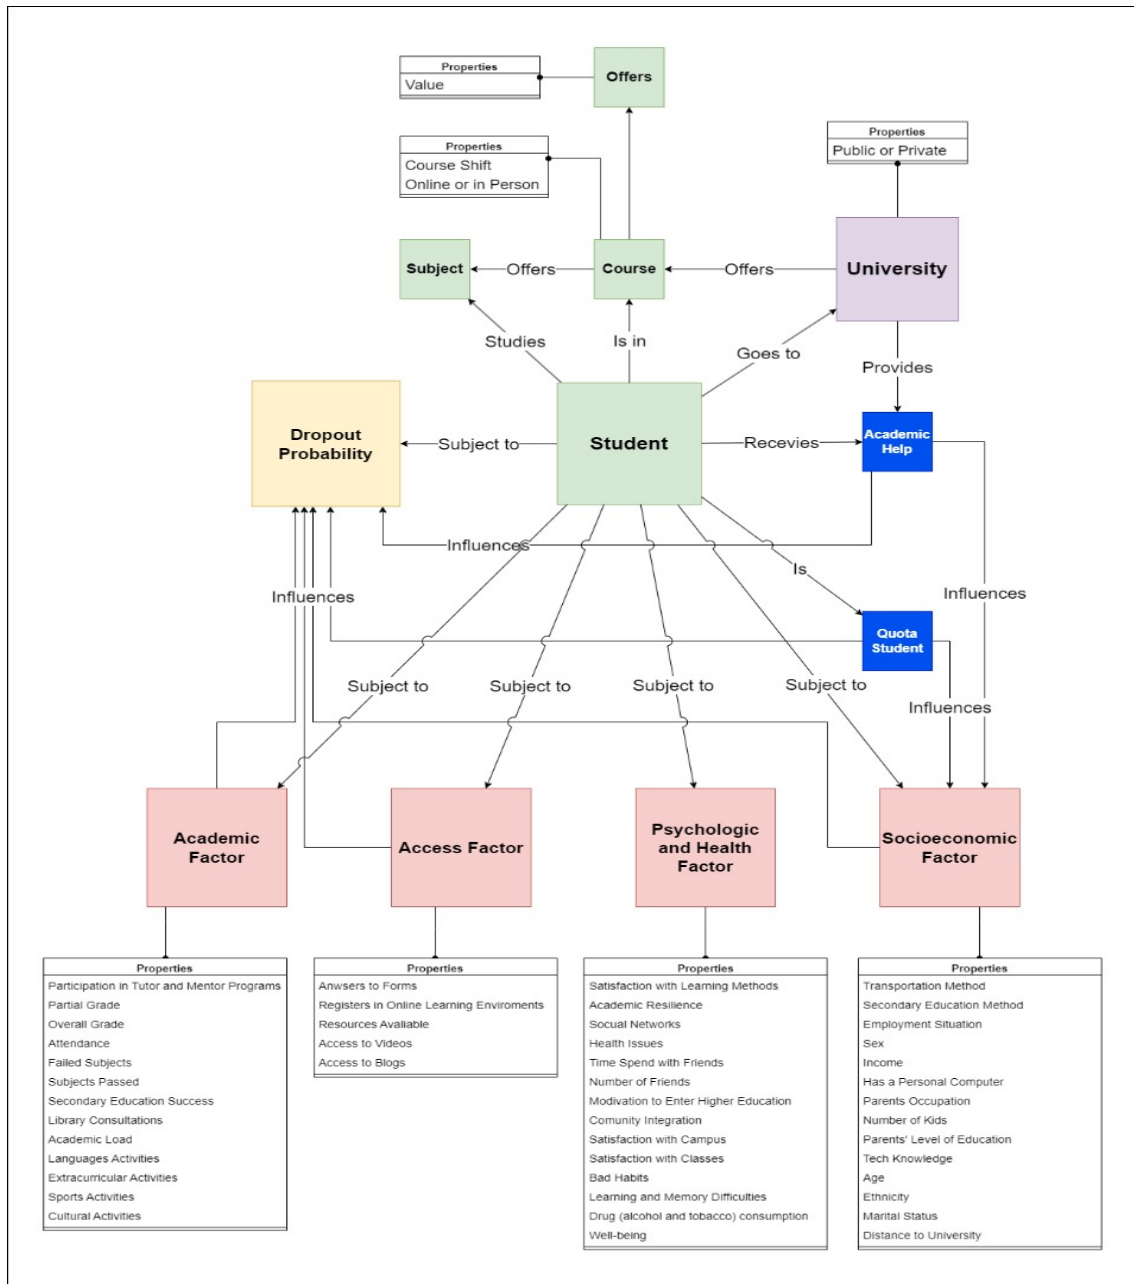 Properties
Value
Offers
Properties
Course Shift
Online or in Person
Properties
Public or Private
Subject
Offers
Course
Offers
University
Studies
Is in
Goes to
Provides
Dropout
Probability
Subject to
Student
Recevies
Academic
Help
Influences
Is
Influences
Influences
Quota
Student
Subject to
Subject to
Subject to
Subject to
Influences
Academic
Factor
Access Factor
Psychologic
and Health
Factor
Socioeconomic
Factor
Properties
Participation in Tutor and Mentor Programs
Partial Grade
Overall Grade
Attendance
Failed Subjects
Subjects Passed
Secondary Education Success
Library Consultations
Academic Load
Languages Activities
Extracurricular Activities
Sports Activities
Cultural Activities
Properties
Anwsers to Forms
Registers in Online Learning Enviroments
Resources Avaliable
Access to Videos
Access to Blogs
Properties
Satisfaction with Learning Methods
Academic Resilience
Socual Networks
Health Issues
Time Spend with Friends
Number of Friends
Modivation to Enter Higher Education
Comunity Integration
Satisfaction with Campus
Satisfaction with Classes
Bad Habits
Learning and Memory Difficulties
Drug (alcohol and tobacco) consumption
Well-being
Properties
Transportation Method
Secondary Education Method
Employment Situation
Sex
Income
Has a Personal Computer
Parents Occupation
Number of Kids
Parents' Level of Education
Tech Knowledge
Age
Ethnicity
Marital Status
Distance to University